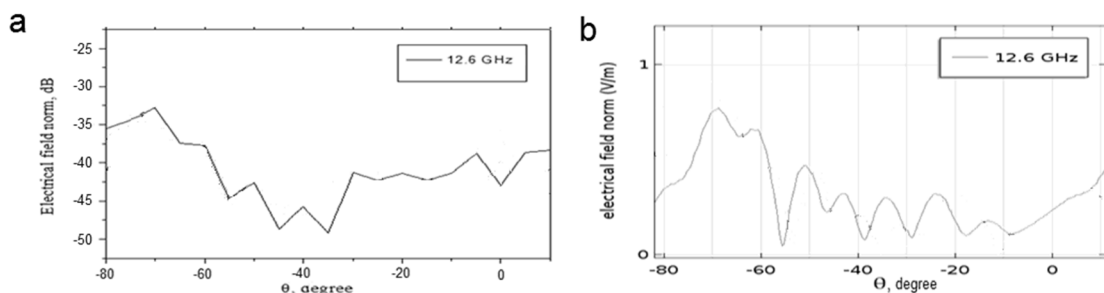 a
Electrical field norm, dB
-25
-30
-35
-40
-45
-50
12.6 GHz
-80
-60
-40
-20
0
θ, degree
b
electrical field norm (V/m)
1
0
12.6 GHz
-80
-60
-40
-20
0
Θ, degree